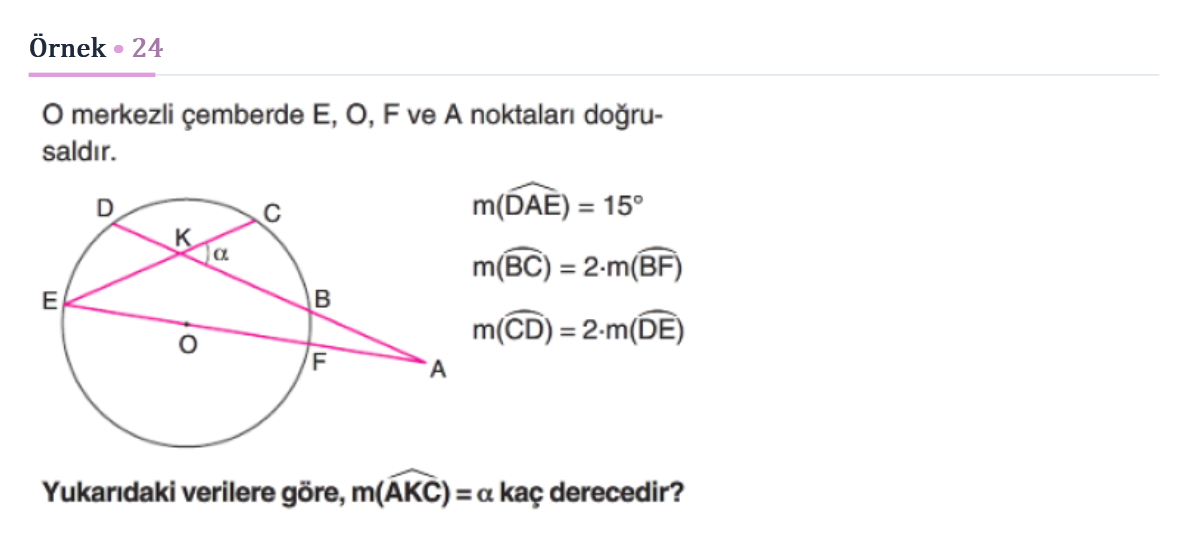 Örnek • 24
O merkezli çemberde E, O, F ve A noktaları doğru-
saldır.
D
C
K
α
E
B
O
F
A
m(DAE) = 15°
m(BC) = 2·m(BF)
m(CD) = 2·m(DE)
Yukarıdaki verilere göre, m(AKC) = α kaç derecedir?